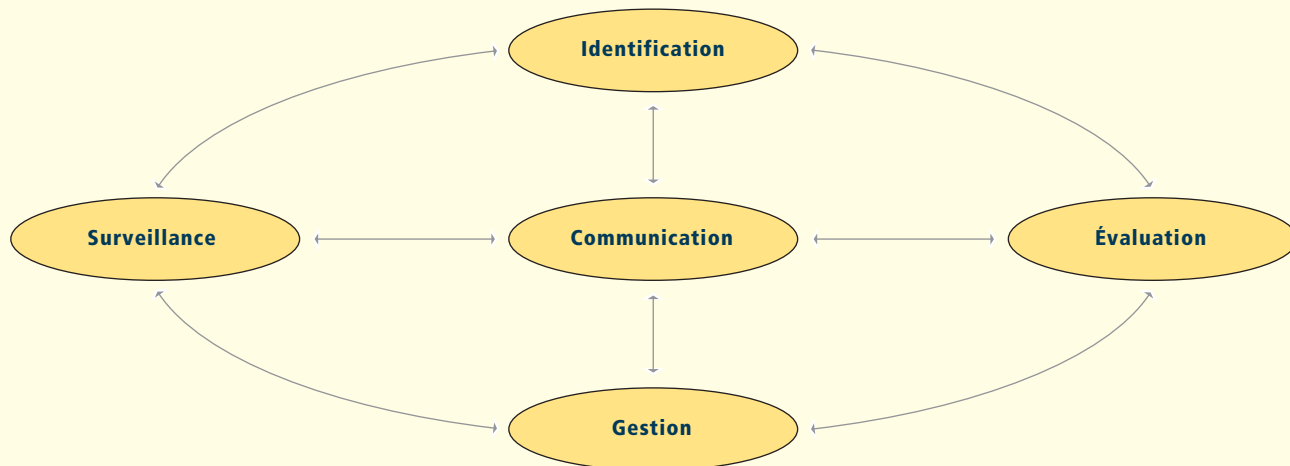 Identification
Surveillance
Communication
Évaluation
Gestion